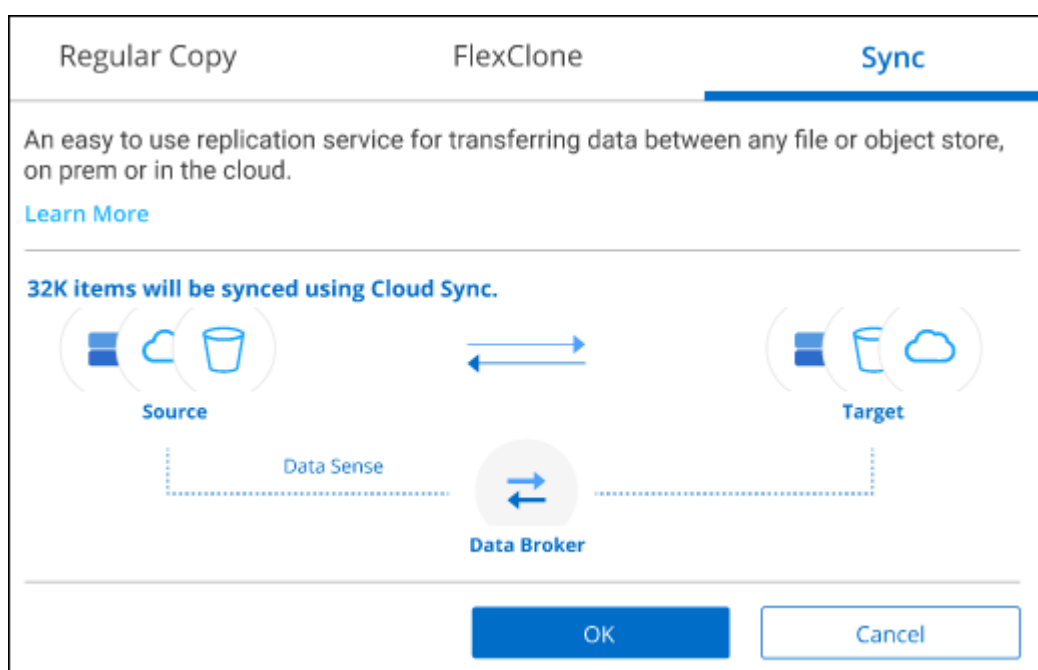 Regular Copy
FlexClone
Sync
An easy to use replication service for transferring data between any file or object store,
on prem or in the cloud.
Learn More
32K items will be synced using Cloud Sync.
Source
Target
Data Sense
Data Broker
OK
Cancel